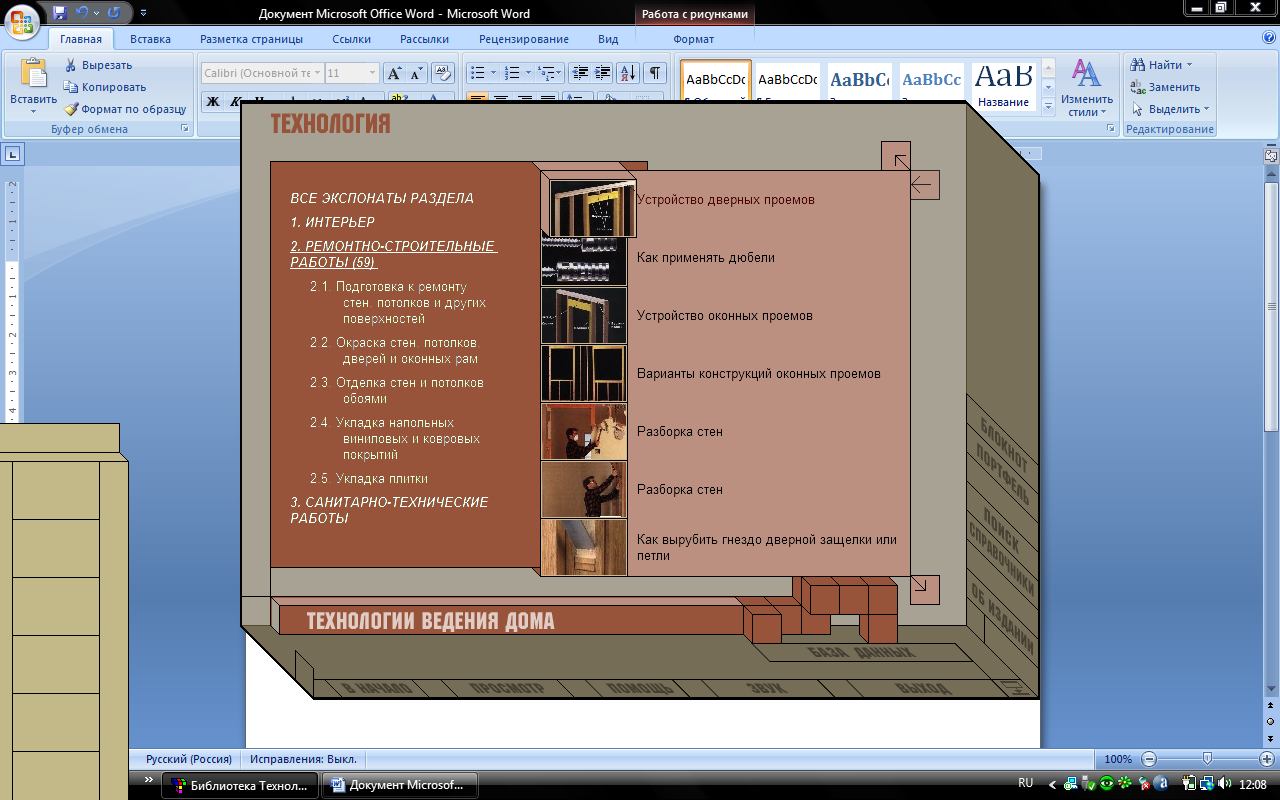 Документ Microsoft Office Word - Microsoft Word
Работа с рисунками
Главная
Вставка
Разметка страницы
Ссылки
Рассылки
Рецензирование
Вид
Формат
Вставить
Вырезать
Копировать
Формат по образцу
Буфер обмена
Calibri (Основной те
11
Ж
AaBbCcDc
AaBbCcDc
AaBbC
AaBbCc
AaB
Название
Изменить
стили
Найти
Заменить
Выделить
Редактирование
ТЕХНОЛОГИЯ
ВСЕ ЭКСПОНАТЫ РАЗДЕЛА
1. ИНТЕРЬЕР
2. РЕМОНТНО-СТРОИТЕЛЬНЫЕ
РАБОТЫ (59)
2.1. Подготовка к ремонту
стен, потолков и других
поверхностей
2.2. Окраска стен, потолков,
дверей и оконных рам
2.3. Отделка стен и потолков
обоями
2.4. Укладка напольных
виниловых и ковровых
покрытий
2.5. Укладка плитки
3. САНИТАРНО-ТЕХНИЧЕСКИЕ
РАБОТЫ
Устройство дверных проемов
Как применять дюбели
Устройство оконных проемов
Варианты конструкций оконных проемов
Разборка стен
Разборка стен
Как вырубить гнездо дверной защелки или
петли
БЛОКНОТ
ПОРТФЕЛЬ
ПОИСК
СПРАВОЧНИКИ
ОБ ИЗДАНИИ
ТЕХНОЛОГИИ ВЕДЕНИЯ ДОМА
БАЗА ДАННЫХ
В НАЧАЛО
ПРОСМОТР
ПОМОЩЬ
ЗВУК
ВЫХОД
Русский (Россия)
Исправления: Выкл.
100%
Библиотека Технол...
Документ Microsof...
RU
12:08